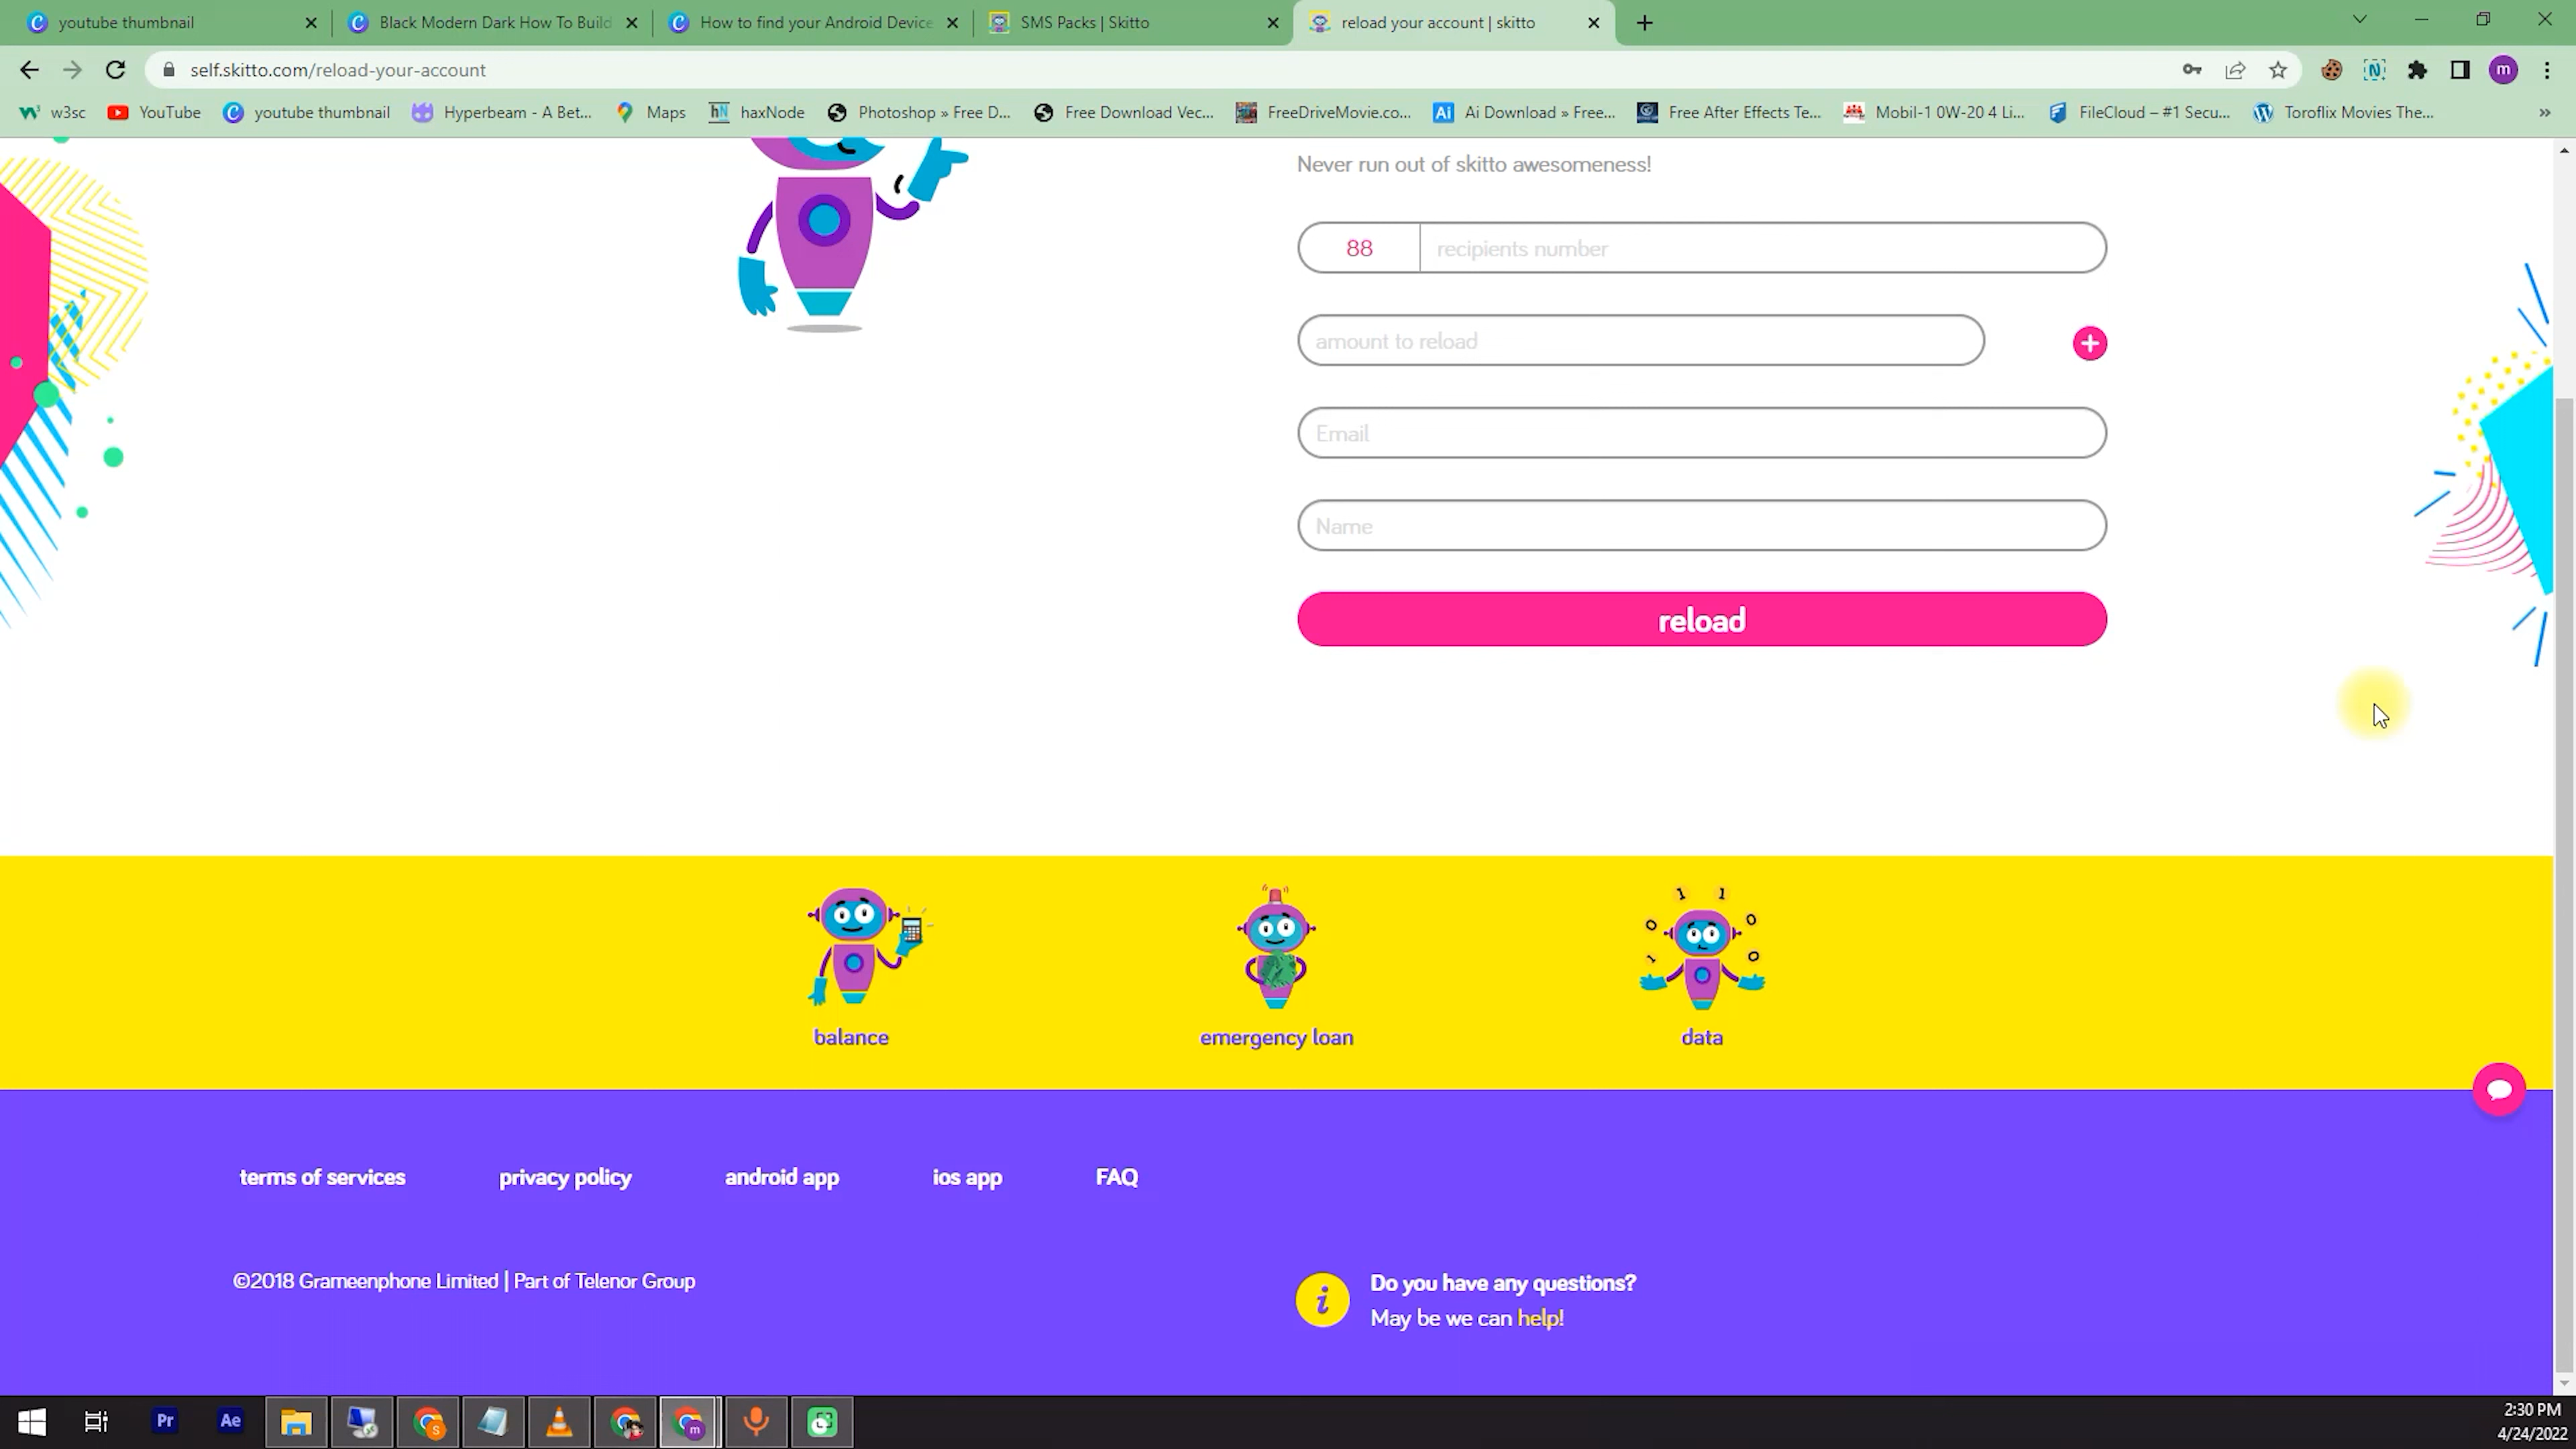 youtube thumbnail
Black Modern Dark How To Build
How to find your Android Device
SMS Packs | Skitto
reload your account | skitto
self.skitto.com/reload-your-account
m
w3sc
YouTube
youtube thumbnail
Hyperbeam - A Bet...
Maps
haxNode
Photoshop » Free D...
Free Download Vec...
FreeDriveMovie.co...
Ai Download » Free...
Free After Effects Te...
Mobil-1 0W-20 4 Li...
FileCloud – #1 Secu...
Toroflix Movies The...
Never run out of skitto awesomeness!
88 recipients number
amount to reload
Email
Name
reload
balance
emergency loan
data
terms of services
privacy policy
android app
ios app
FAQ
©2018 Grameenphone Limited | Part of Telenor Group
Do you have any questions?
May be we can help!
Pr
Ae
2:30 PM
4/24/2022